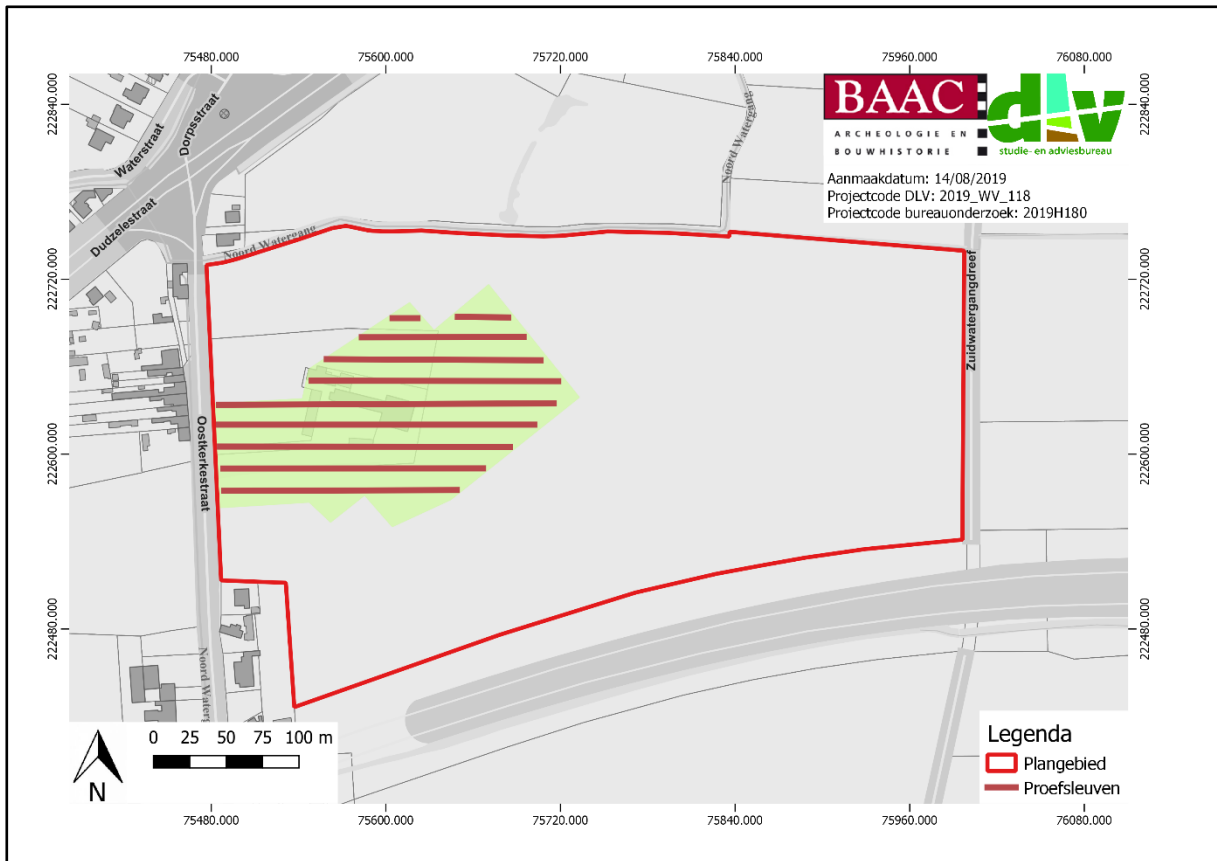 75480.000 75600.000 75720.000 75840.000 75960.000 76080.000
222840.000
222720.000
222600.000
222480.000
222840.000
222720.000
222600.000
222480.000
BAAC
ARCHEOLOGIE EN
BOUWHISTORIE
dlv
studie- en adviesbureau
Aanmaakdatum: 14/08/2019
Projectcode DLV: 2019_WV_118
Projectcode bureauonderzoek: 2019H180
Waterstraat
Dorpsstraat
Dudzelestraat
Noord Watergang
Noord Watergang
Zuidwatergangdreef
Oostkerkestraat
Noord Waterg
0 25 50 75 100 m
N
Legenda
Plangebied
Proefsleuven
75480.000 75600.000 75720.000 75840.000 75960.000 76080.000